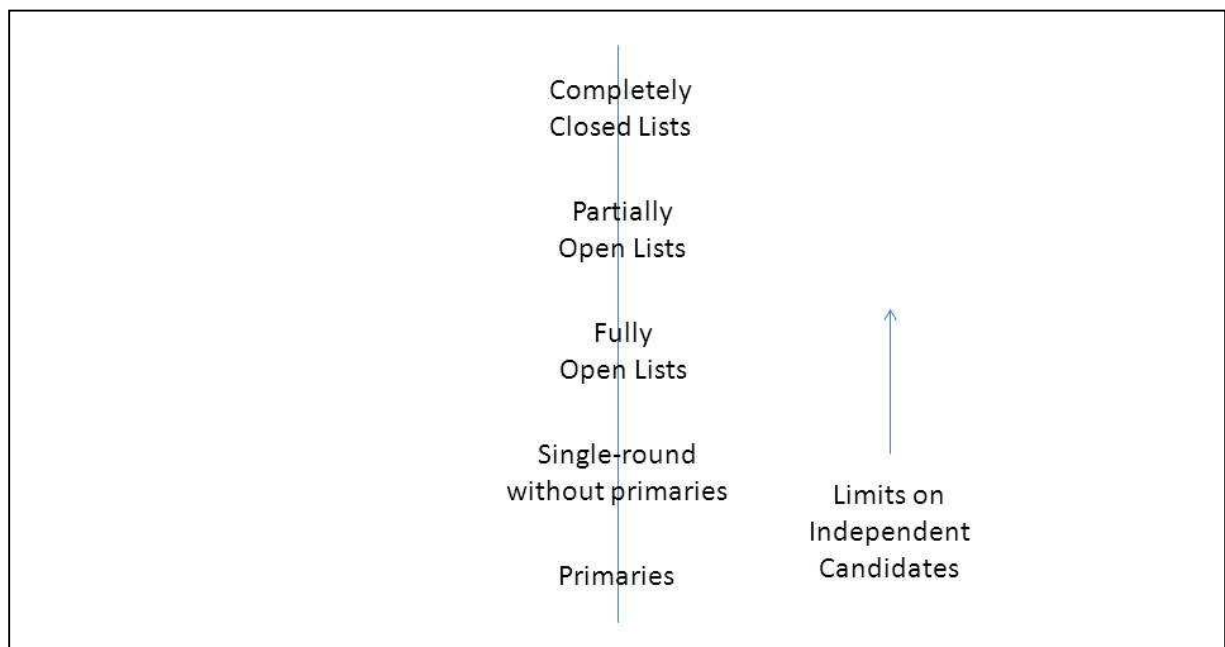 Completely
Closed Lists
Partially
Open Lists
Fully
Open Lists
Single-round
without primaries
Primaries
Limits on
Independent
Candidates